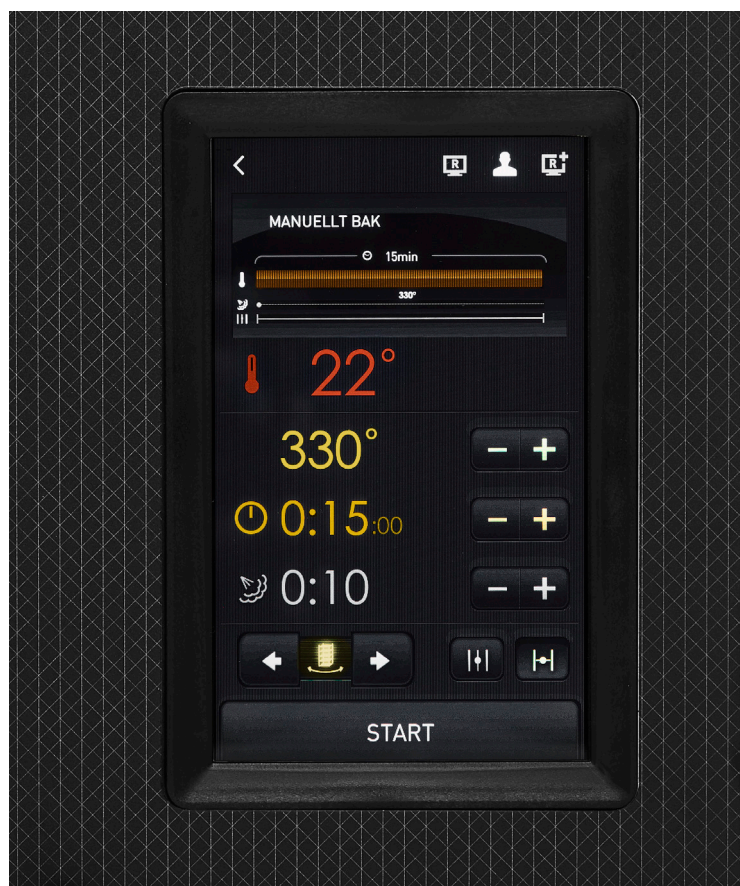 R R+
MANUELLT BAK
15min
330°
22°
330°
0:15:00
0:10
START